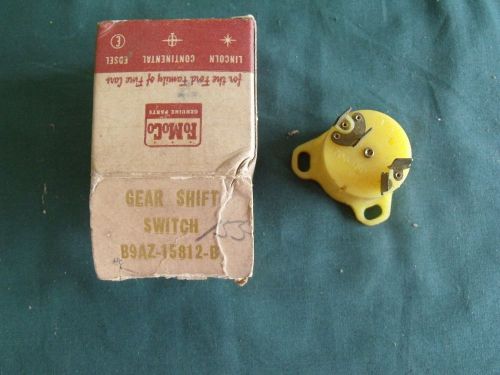 LINCOLN CONTINENTAL EDSEL
E
for the Ford Family of Fine Cars
FoMoCo
GENUINE PARTS
GEAR SHIFT
SWITCH
B9AZ-15812-B